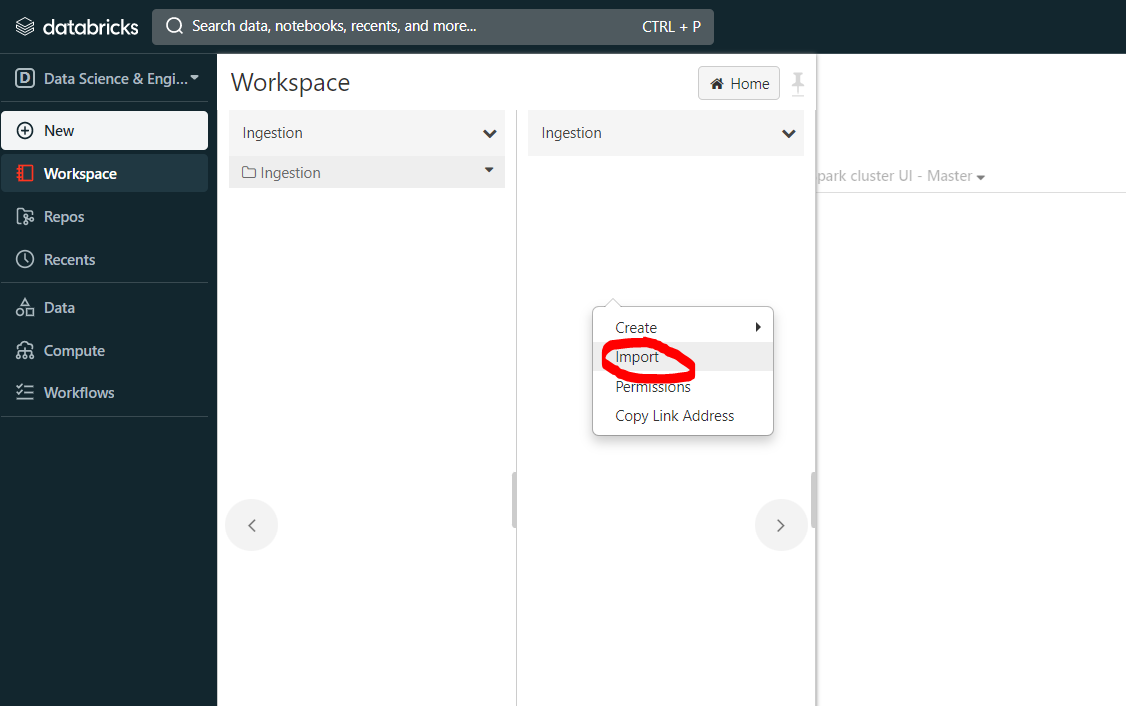 databricks
Search data, notebooks, recents, and more... CTRL + P
D Data Science & Engi...
New
Workspace
Repos
Recents
Data
Compute
Workflows
Workspace
Home
Ingestion
Ingestion
Ingestion
Create
Import
Permissions
Copy Link Address
park cluster UI - Master